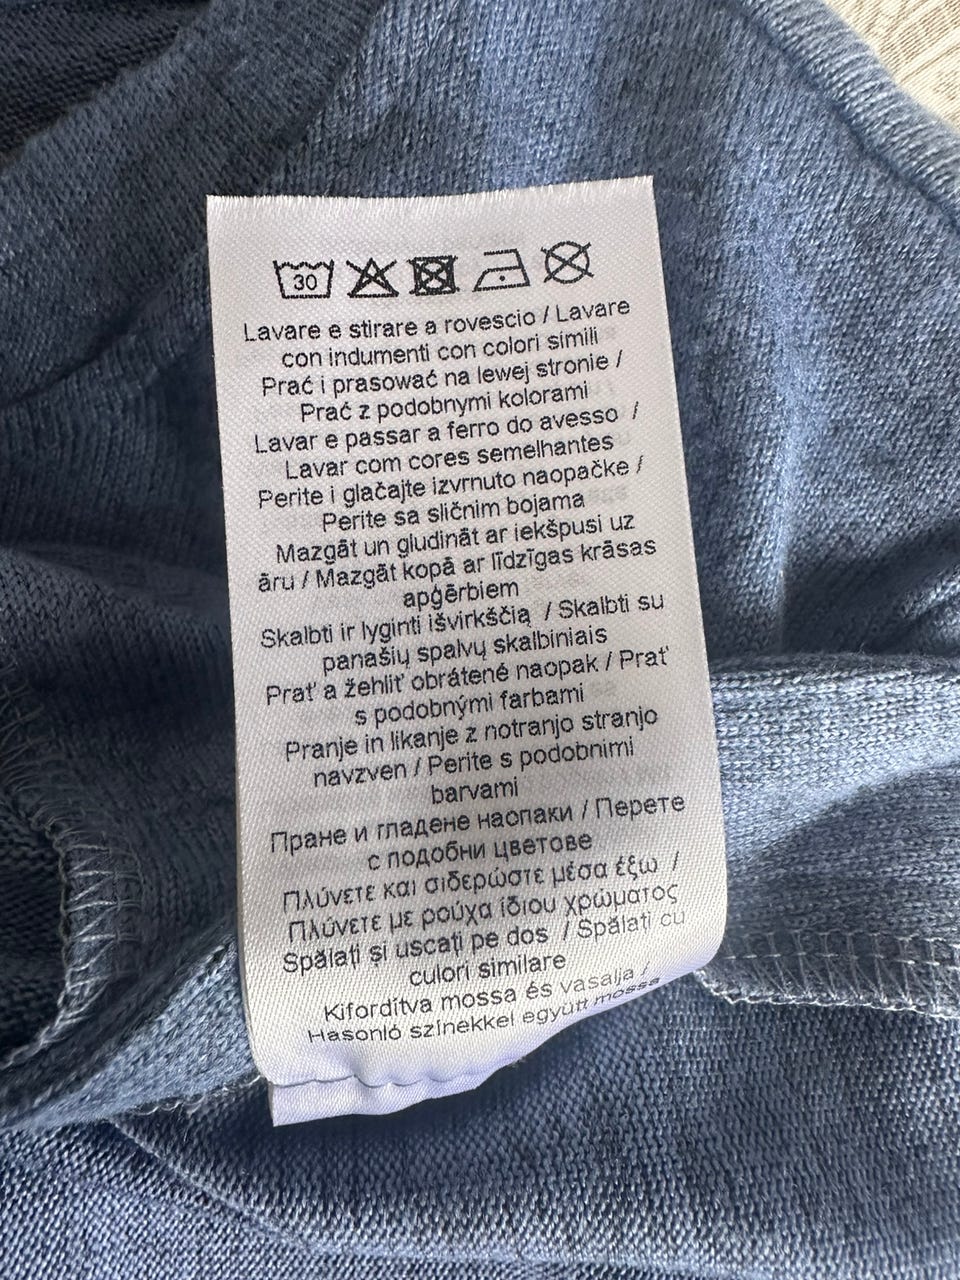 30
Lavare e stirare a rovescio / Lavare
con indumenti con colori simili
Prać i prasować na lewej stronie /
Prać z podobnymi kolorami
Lavar e passar a ferro do avesso /
Lavar com cores semelhantes
Perite i glačajte izvrnuto naopačke /
Perite sa sličnim bojama
Mazgāt un gludināt ar iekšpusi uz
āru / Mazgāt kopā ar līdzīgas krāsas
apģērbiem
Skalbti ir lyginti išvirkščią / Skalbti su
panašių spalvų skalbiniais
Prať a žehliť obrátené naopak / Prať
s podobnými farbami
Pranje in likanje z notranjo stranjo
navzven / Perite s podobnimi
barvami
Пране и гладене наопаки / Перете
с подобни цветове
Πλύνετε και σιδερώστε μέσα έξω /
Πλύνετε με ρούχα ίδιου χρώματος
Spălați și uscați pe dos / Spălați cu
culori similare
Kifordítva mossa és vasalja /
Hasonló színekkel együtt mossa